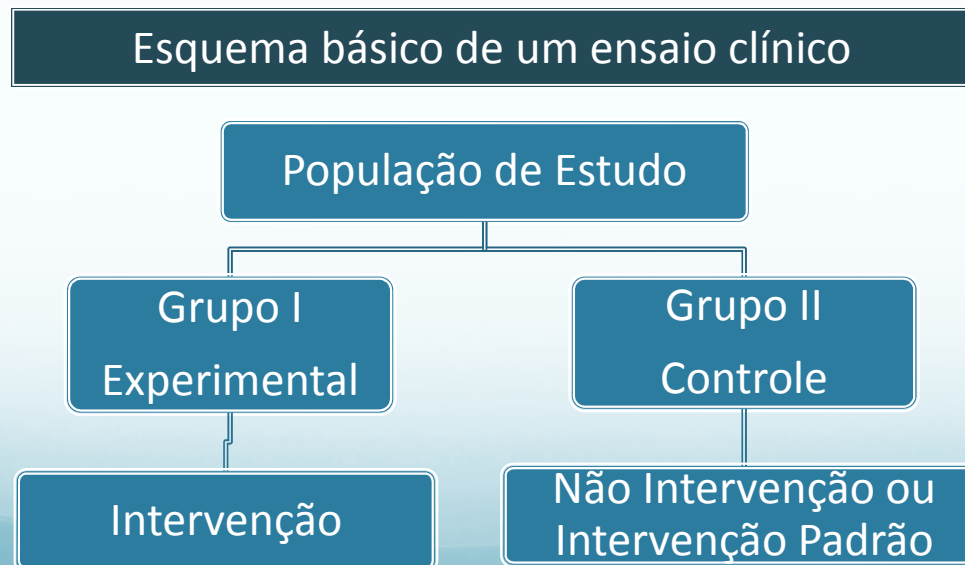 Esquema básico de um ensaio clínico
População de Estudo
Grupo I
Experimental
Grupo II
Controle
Intervenção
Não Intervenção ou
Intervenção Padrão